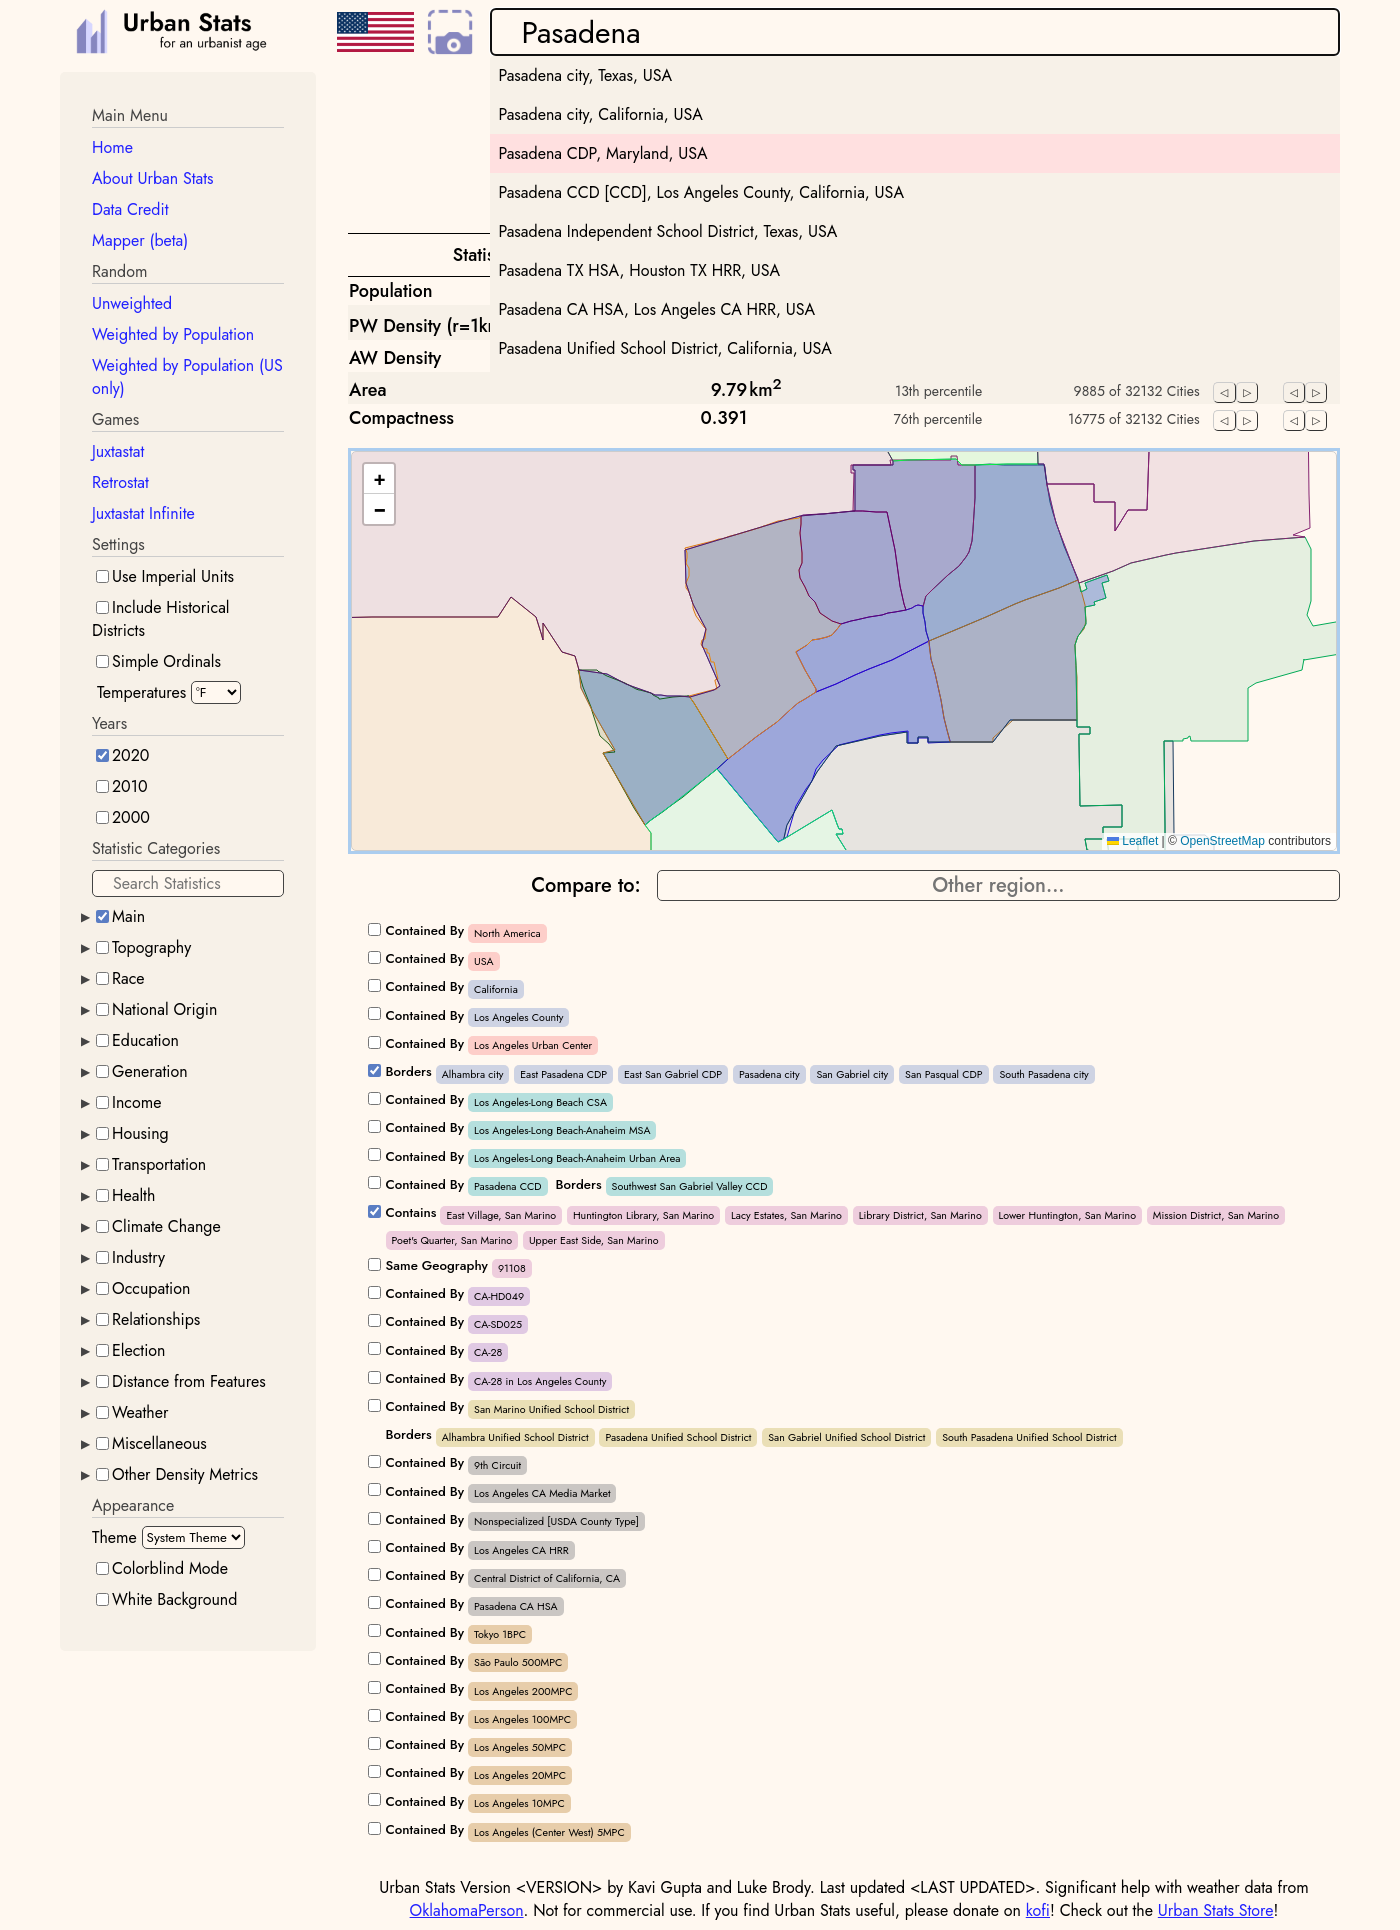 Urban Stats
for an urbanist age
Pasadena
Pasadena city, Texas, USA
Pasadena city, California, USA
Pasadena CDP, Maryland, USA
Pasadena CCD [CCD], Los Angeles County, California, USA
Pasadena Independent School District, Texas, USA
Pasadena TX HSA, Houston TX HRR, USA
Pasadena CA HSA, Los Angeles CA HRR, USA
Pasadena Unified School District, California, USA
Main Menu
Home
About Urban Stats
Data Credit
Mapper (beta)
Random
Unweighted
Weighted by Population
Weighted by Population (US
only)
Games
Juxtastat
Retrostat
Juxtastat Infinite
Settings
Use Imperial Units
Include Historical
Districts
Simple Ordinals
Temperatures °F
Years
2020
2010
2000
Statistic Categories
Search Statistics
Main
Topography
Race
National Origin
Education
Generation
Income
Housing
Transportation
Health
Climate Change
Industry
Occupation
Relationships
Election
Distance from Features
Weather
Miscellaneous
Other Density Metrics
Appearance
Theme System Theme
Colorblind Mode
White Background
Statis
Population
PW Density (r=1k
AW Density
Area 9.79 km² 13th percentile 9885 of 32132 Cities
Compactness 0.391 76th percentile 16775 of 32132 Cities
+
−
Leaflet | © OpenStreetMap contributors
Compare to: Other region...
Contained By North America
Contained By USA
Contained By California
Contained By Los Angeles County
Contained By Los Angeles Urban Center
Borders Alhambra city East Pasadena CDP East San Gabriel CDP Pasadena city San Gabriel city San Pasqual CDP South Pasadena city
Contained By Los Angeles-Long Beach CSA
Contained By Los Angeles-Long Beach-Anaheim MSA
Contained By Los Angeles-Long Beach-Anaheim Urban Area
Contained By Pasadena CCD Borders Southwest San Gabriel Valley CCD
Contains East Village, San Marino Huntington Library, San Marino Lacy Estates, San Marino Library District, San Marino Lower Huntington, San Marino Mission District, San Marino
Poet's Quarter, San Marino Upper East Side, San Marino
Same Geography 91108
Contained By CA-HD049
Contained By CA-SD025
Contained By CA-28
Contained By CA-28 in Los Angeles County
Contained By San Marino Unified School District
Borders Alhambra Unified School District Pasadena Unified School District San Gabriel Unified School District South Pasadena Unified School District
Contained By 9th Circuit
Contained By Los Angeles CA Media Market
Contained By Nonspecialized [USDA County Type]
Contained By Los Angeles CA HRR
Contained By Central District of California, CA
Contained By Pasadena CA HSA
Contained By Tokyo 1BPC
Contained By São Paulo 500MPC
Contained By Los Angeles 200MPC
Contained By Los Angeles 100MPC
Contained By Los Angeles 50MPC
Contained By Los Angeles 20MPC
Contained By Los Angeles 10MPC
Contained By Los Angeles (Center West) 5MPC
Urban Stats Version <VERSION> by Kavi Gupta and Luke Brody. Last updated <LAST UPDATED>. Significant help with weather data from
OklahomaPerson. Not for commercial use. If you find Urban Stats useful, please donate on kofi! Check out the Urban Stats Store!